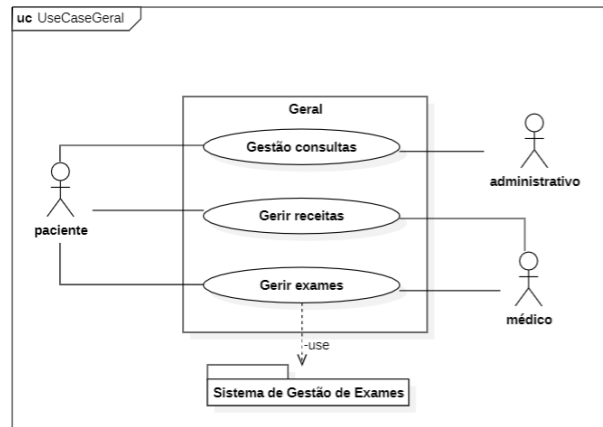 uc UseCaseGeral
Geral
Gestão consultas
administrativo
paciente
Gerir receitas
Gerir exames
médico
-use
Sistema de Gestão de Exames